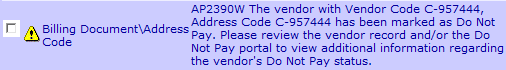 Billing Document\Address
Code
AP2390W The vendor with Vendor Code C-957444,
Address Code C-957444 has been marked as Do Not
Pay. Please review the vendor record and/or the Do
Not Pay portal to view additional information regarding
the vendor's Do Not Pay status.